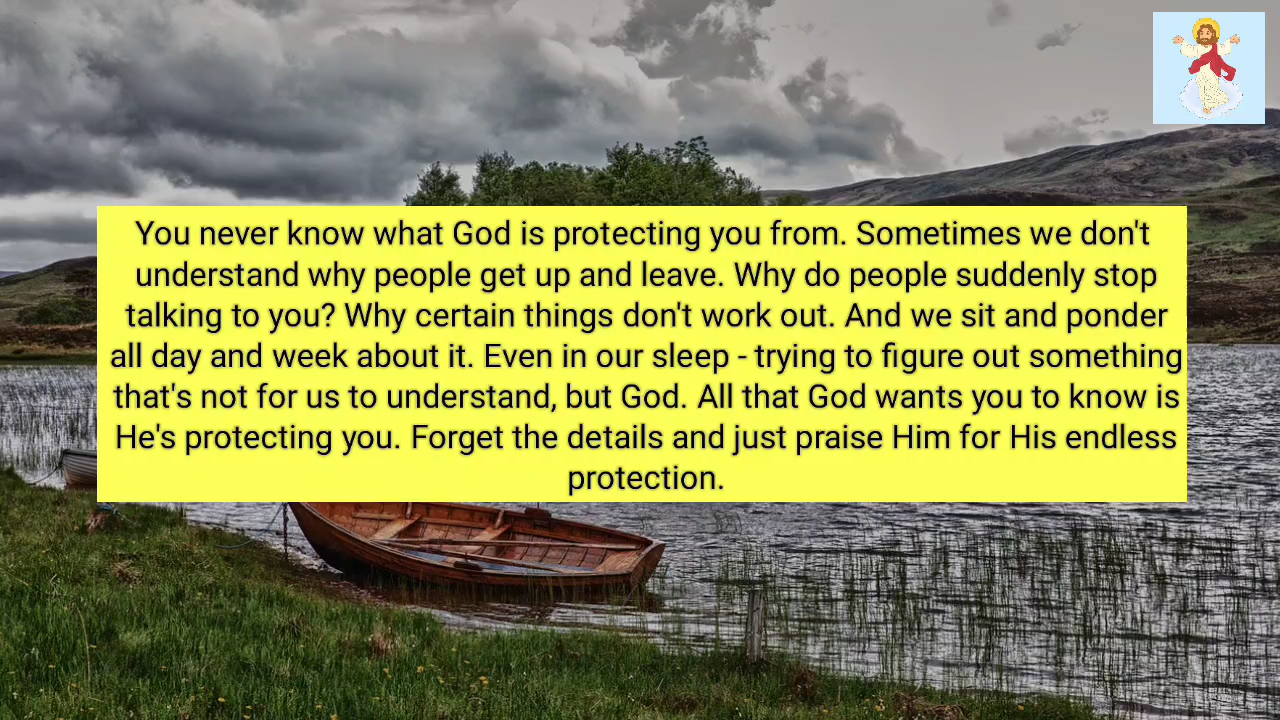 You never know what God is protecting you from. Sometimes we don't
understand why people get up and leave. Why do people suddenly stop
talking to you? Why certain things don't work out. And we sit and ponder
all day and week about it. Even in our sleep - trying to figure out something
that's not for us to understand, but God. All that God wants you to know is
He's protecting you. Forget the details and just praise Him for His endless
protection.